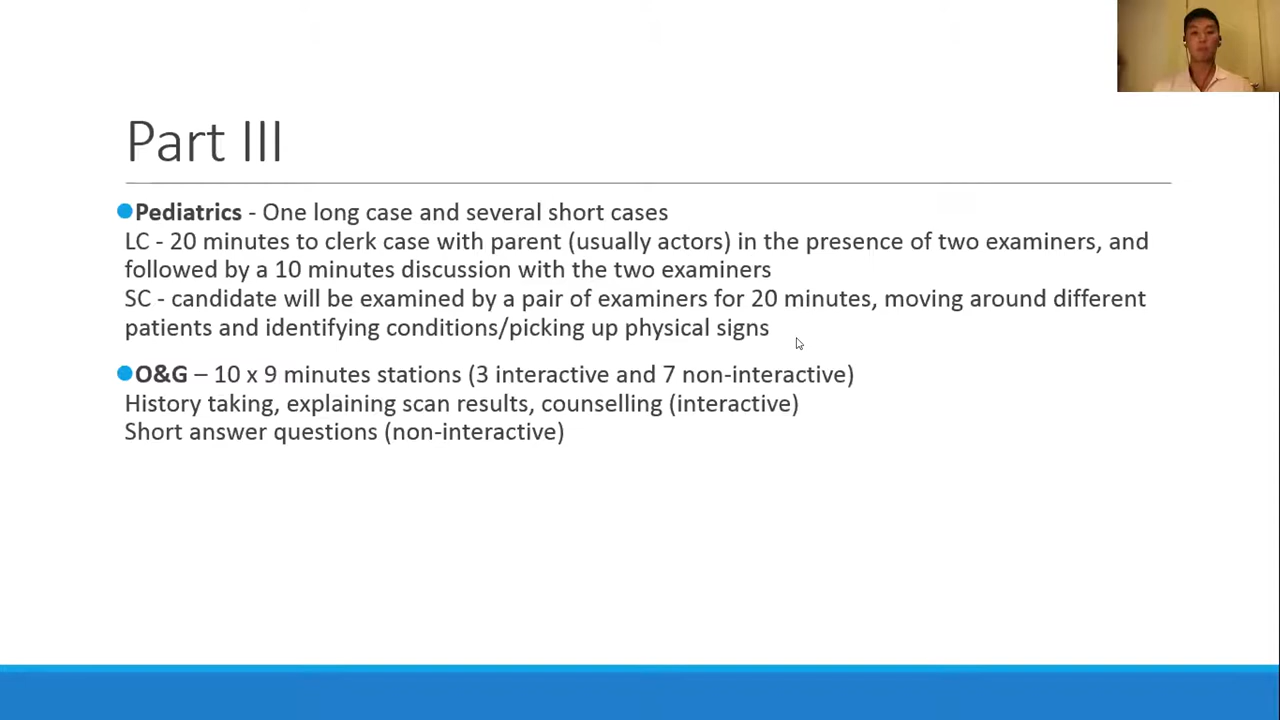 Part III
Pediatrics - One long case and several short cases
LC - 20 minutes to clerk case with parent (usually actors) in the presence of two examiners, and
followed by a 10 minutes discussion with the two examiners
SC - candidate will be examined by a pair of examiners for 20 minutes, moving around different
patients and identifying conditions/picking up physical signs
O&G – 10 x 9 minutes stations (3 interactive and 7 non-interactive)
History taking, explaining scan results, counselling (interactive)
Short answer questions (non-interactive)